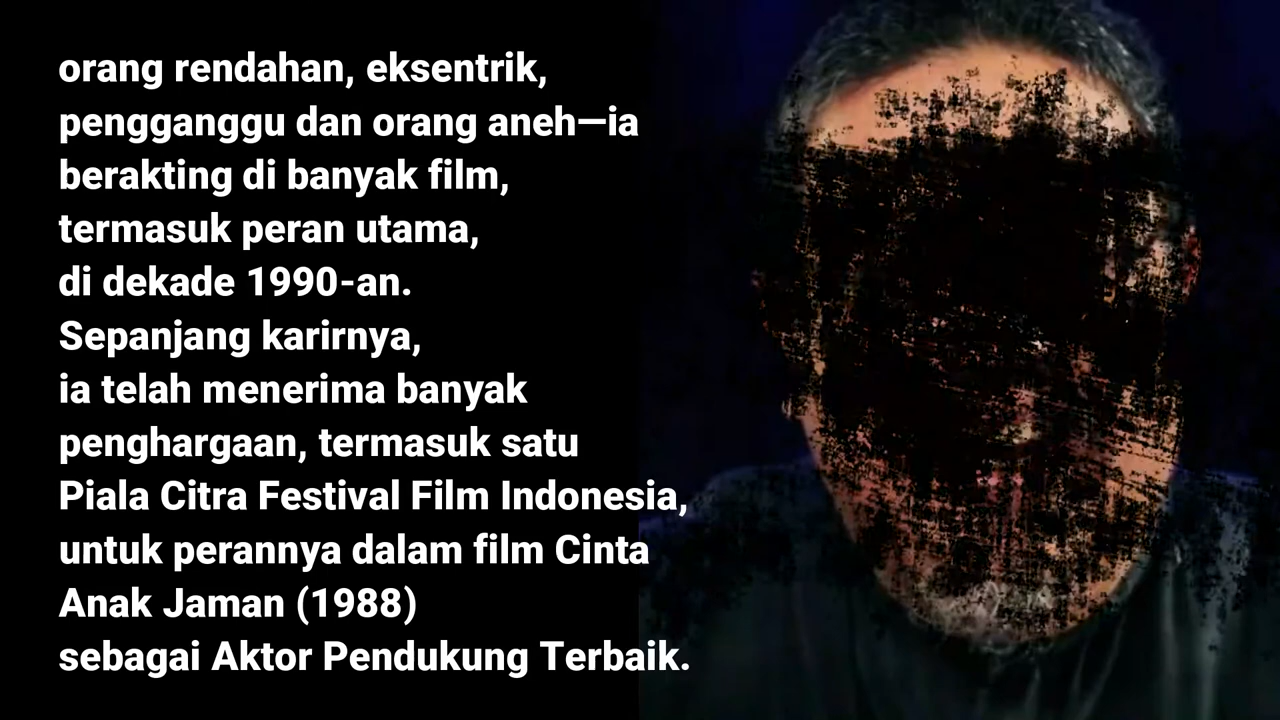 orang rendahan, eksentrik,
pengganggu dan orang aneh—ia
berakting di banyak film,
termasuk peran utama,
di dekade 1990-an.
Sepanjang karirnya,
ia telah menerima banyak
penghargaan, termasuk satu
Piala Citra Festival Film Indonesia,
untuk perannya dalam film Cinta
Anak Jaman (1988)
sebagai Aktor Pendukung Terbaik.